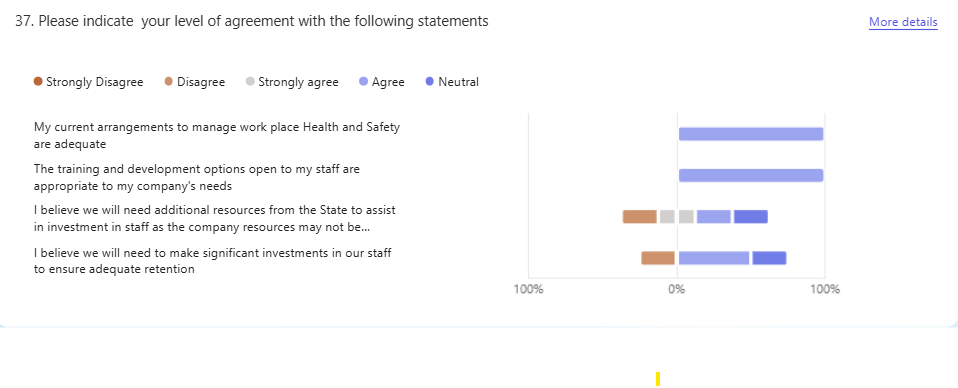 37. Please indicate  your level of agreement with the following statements
More details
Strongly Disagree
Disagree
Strongly agree
Agree
Neutral
My current arrangements to manage work place Health and Safety
are adequate
The training and development options open to my staff are
appropriate to my company's needs
I believe we will need additional resources from the State to assist
in investment in staff as the company resources may not be...
I believe we will need to make significant investments in our staff
to ensure adequate retention
100%
0%
100%